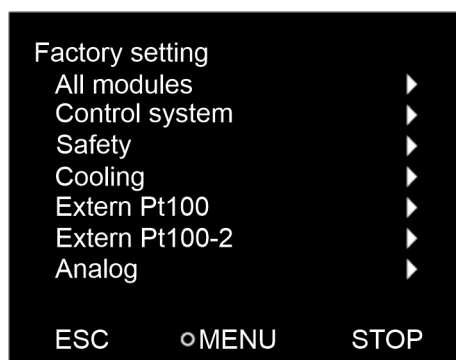 Factory setting
All modules
Control system
Safety
Cooling
Extern Pt100
Extern Pt100-2
Analog
ESC MENU STOP